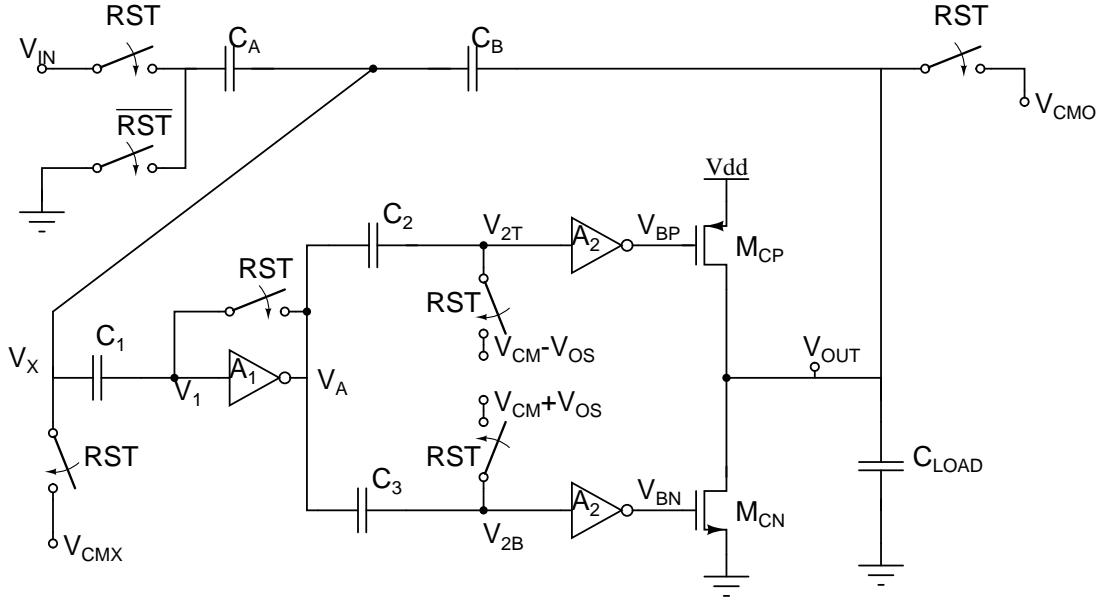 RST
RST
V_IN
C_A
C_B
RST
V_CMO
Vdd
C_2
V_2T
A_2
V_BP
M_CP
RST
RST
C_1
V_CM-V_OS
V_OUT
V_X
A_1
V_1
V_A
V_CM+V_OS
RST
RST
C_LOAD
C_3
A_2
V_BN
M_CN
V_2B
V_CMX
RST